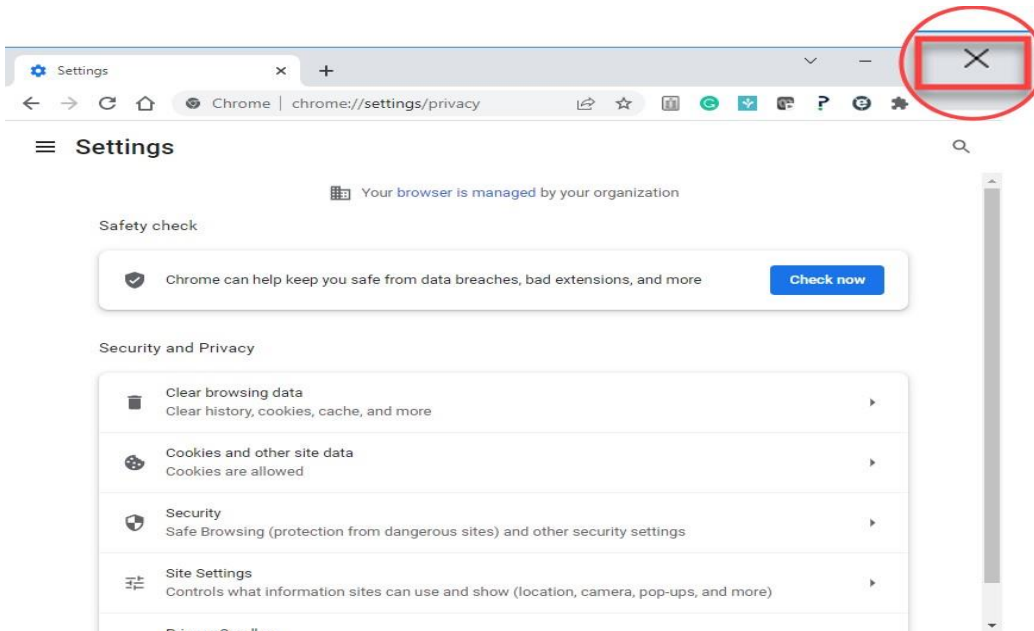 Settings
Chrome | chrome://settings/privacy
Settings
Your browser is managed by your organization
Safety check
Chrome can help keep you safe from data breaches, bad extensions, and more
Check now
Security and Privacy
Clear browsing data
Clear history, cookies, cache, and more
Cookies and other site data
Cookies are allowed
Security
Safe Browsing (protection from dangerous sites) and other security settings
Site Settings
Controls what information sites can use and show (location, camera, pop-ups, and more)